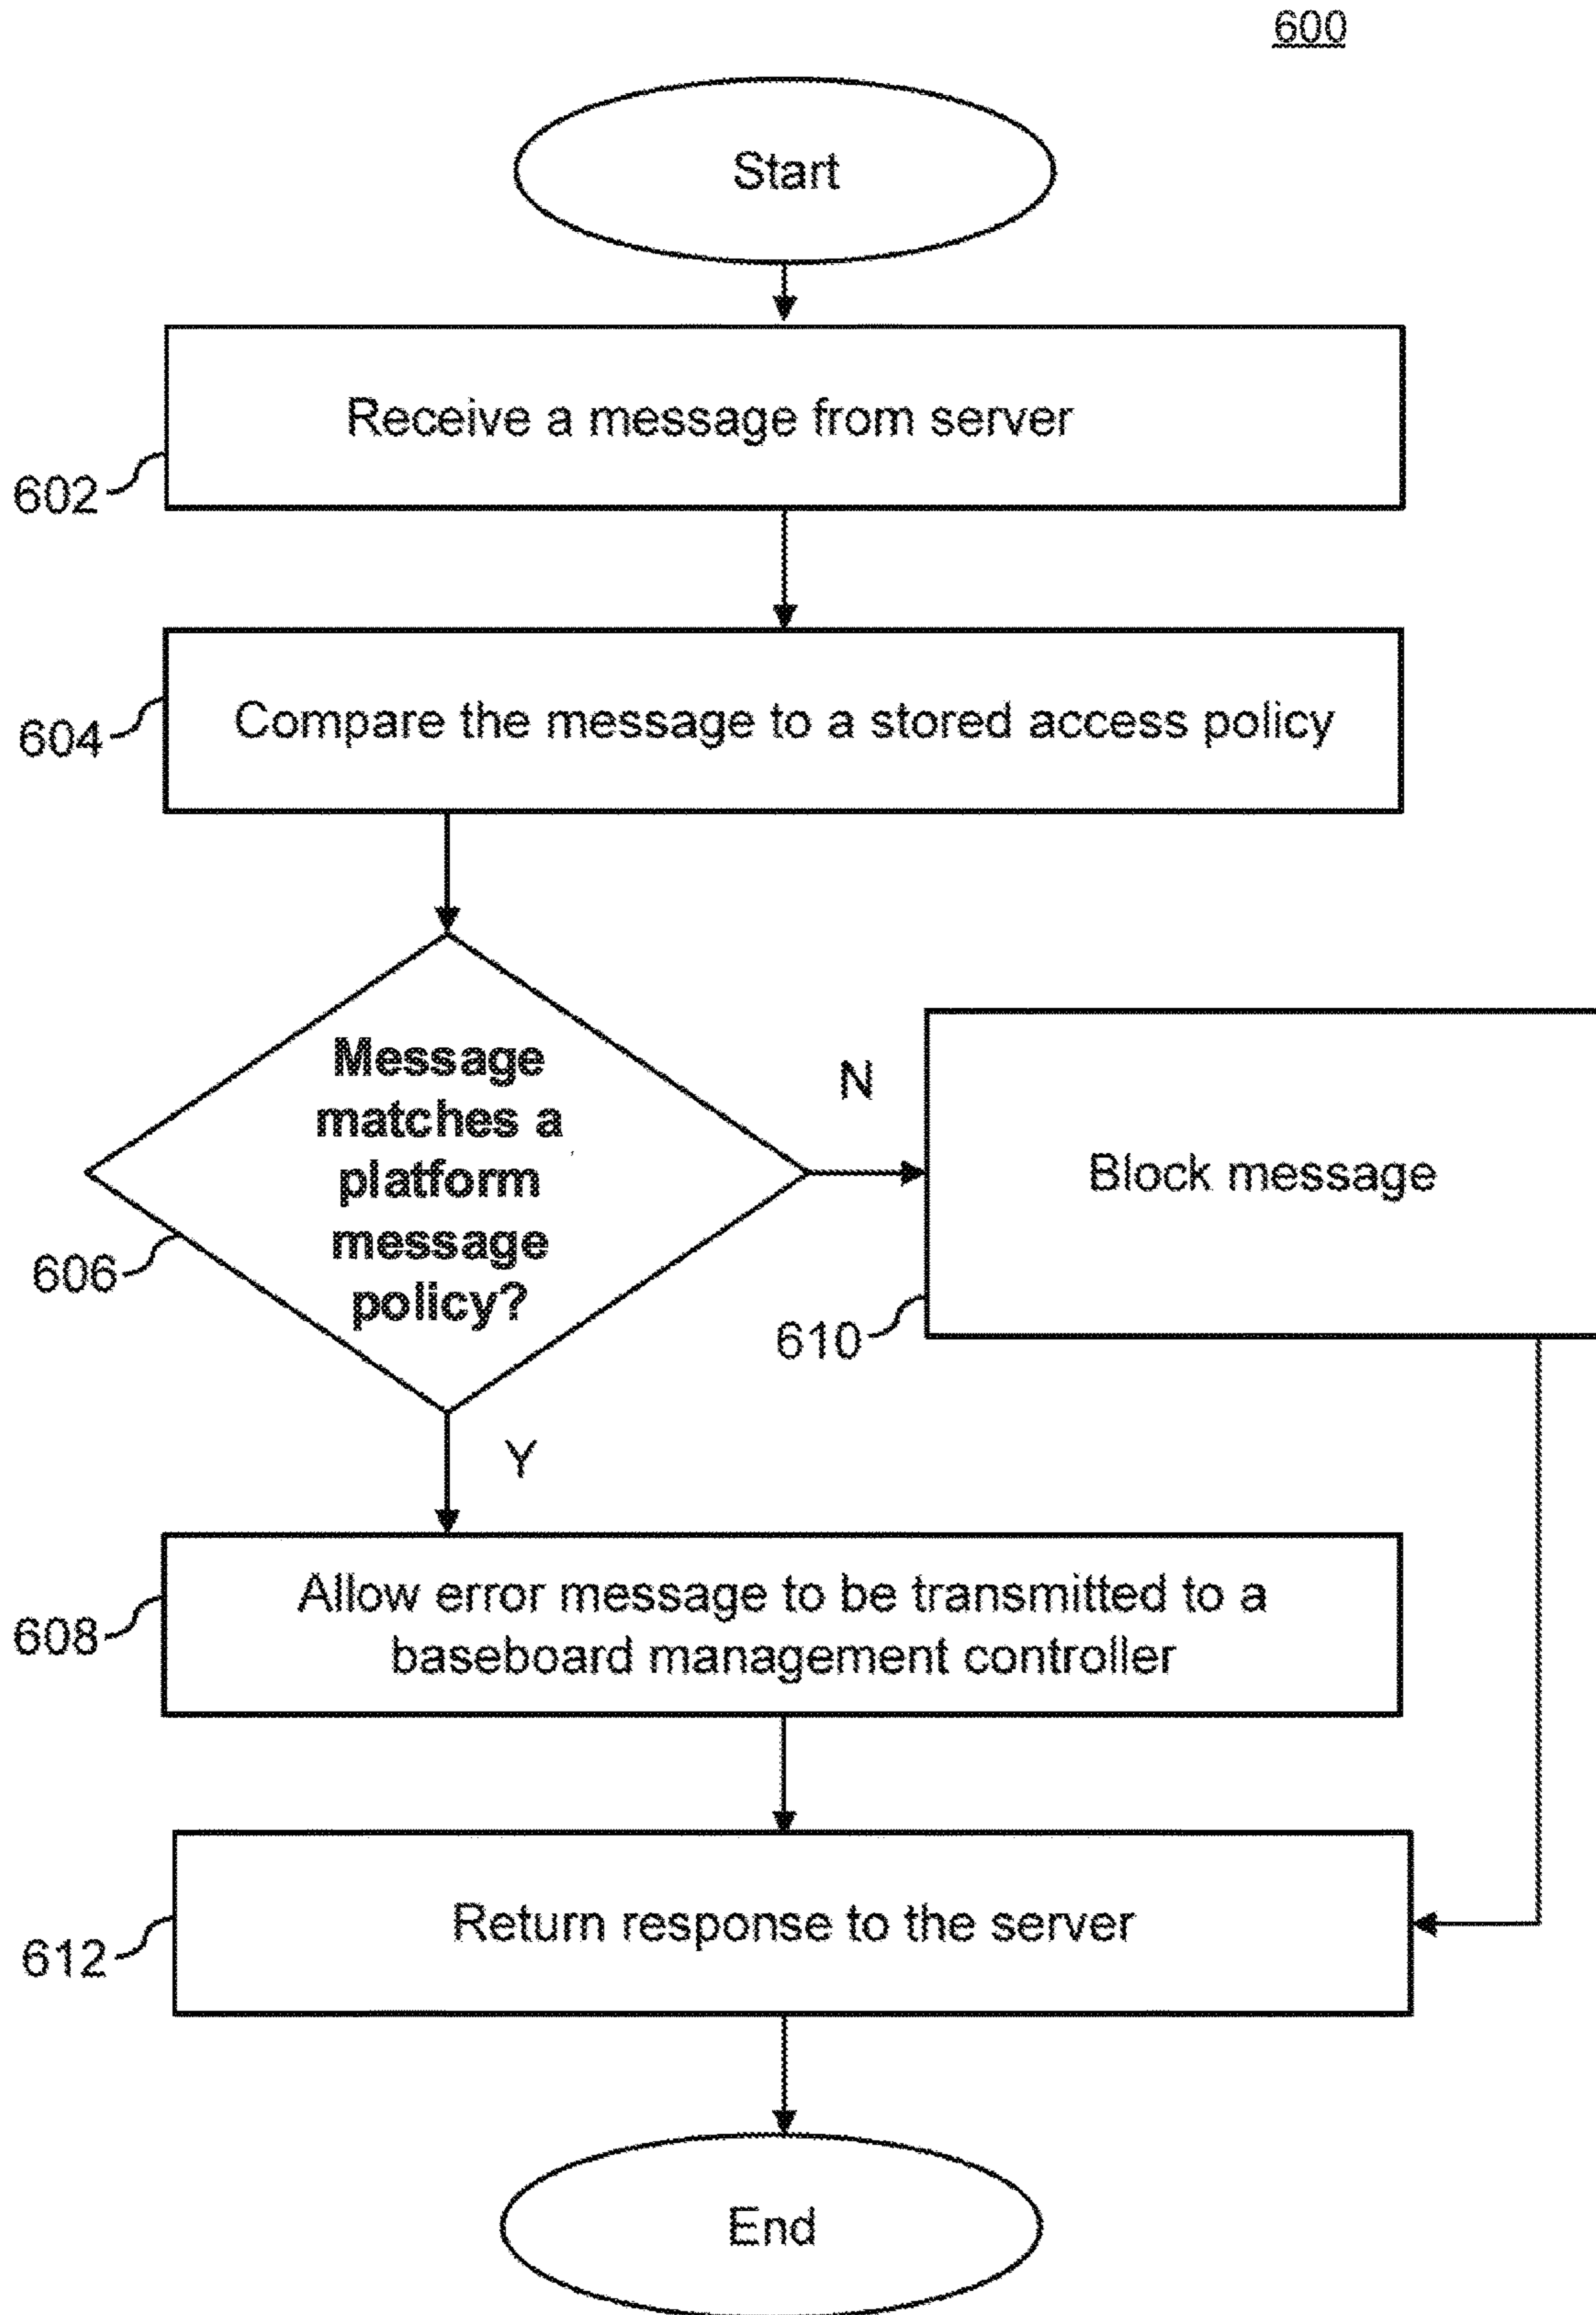 600
Start
Receive a message from server
602
Compare the message to a stored access policy
604
Message
matches a
platform
message
policy?
606
N
Block message
610
Y
Allow error message to be transmitted to a
baseboard management controller
608
Return response to the server
612
End